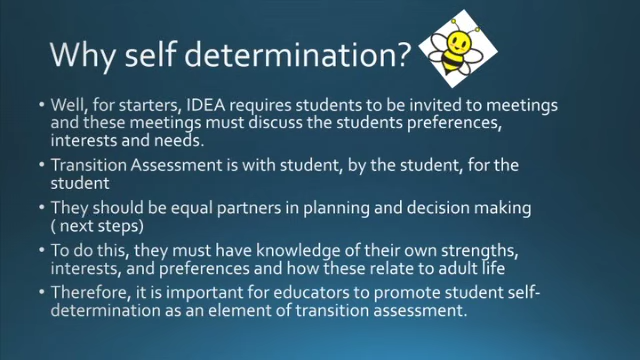 Why self determination?
• Well, for starters, IDEA requires students to be invited to meetings
and these meetings must discuss the students preferences,
interests and needs.
• Transition Assessment is with student, by the student, for the
student
• They should be equal partners in planning and decision making
( next steps)
• To do this, they must have knowledge of their own strengths,
interests, and preferences and how these relate to adult life
• Therefore, it is important for educators to promote student self-
determination as an element of transition assessment.